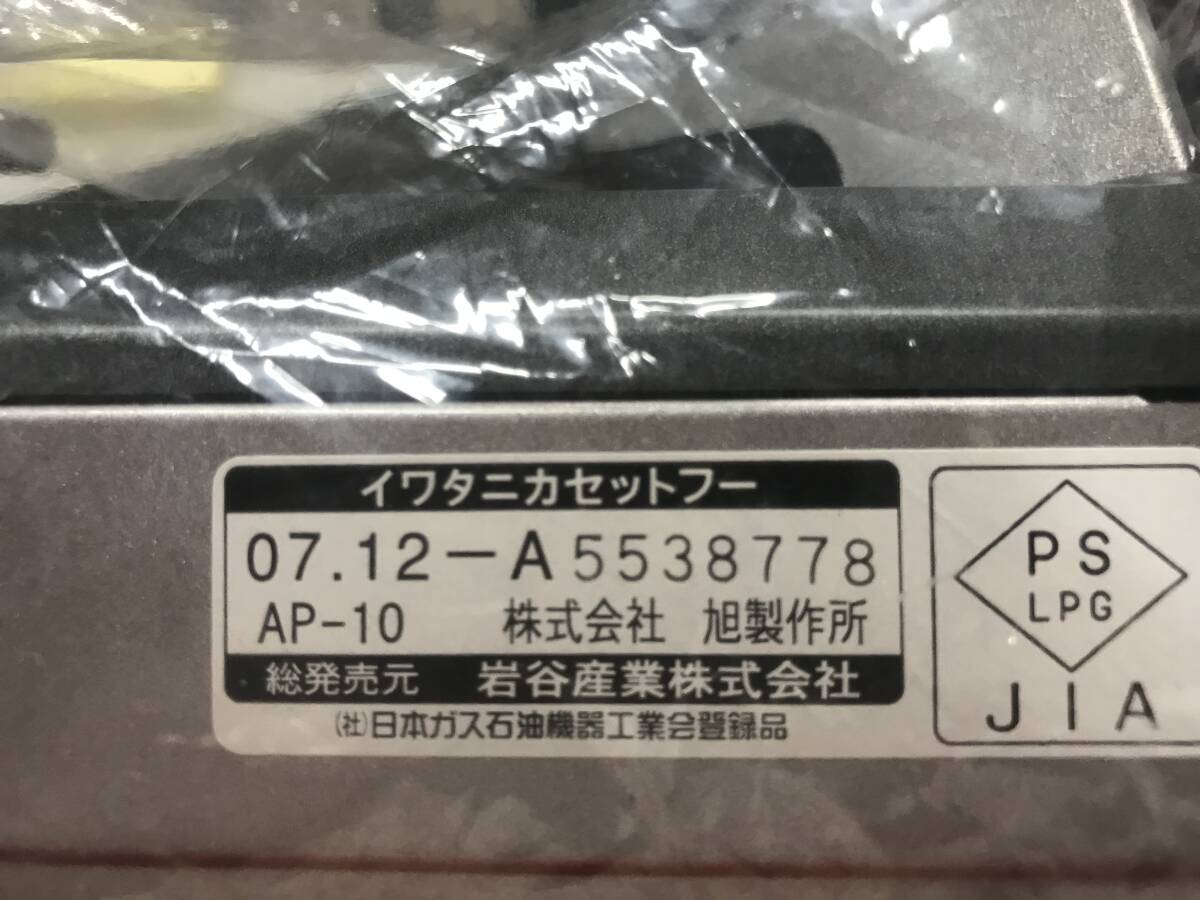 イワタニカセットフー
07.12-A5538778
AP-10 株式会社 旭製作所
総発売元 岩谷産業株式会社
(社)日本ガス石油機器工業会登録品
PS
LPG
JIA